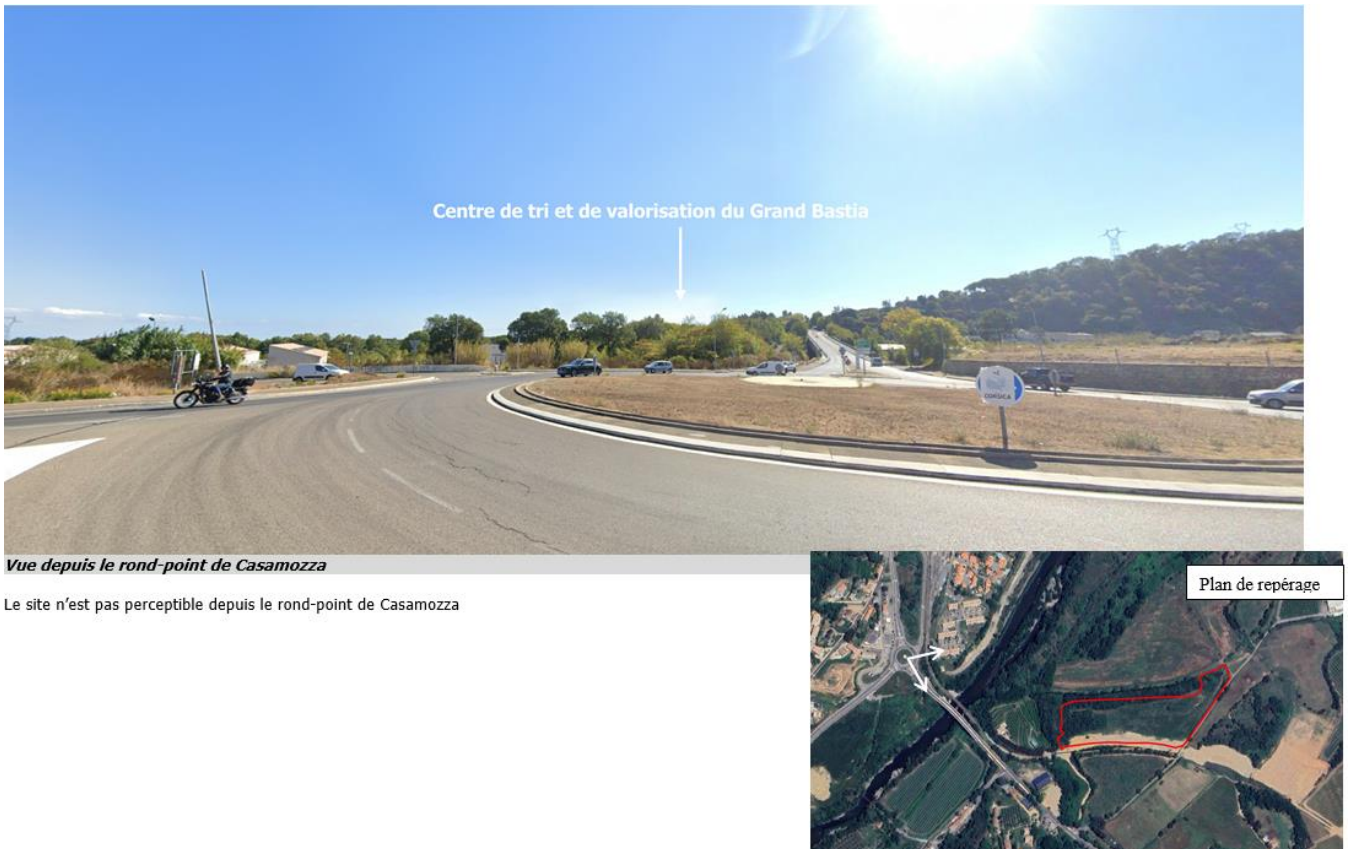 Centre de tri et de valorisation du Grand Bastia
CORSICA
Vue depuis le rond-point de Casamozza
Plan de repérage
Le site n'est pas perceptible depuis le rond-point de Casamozza